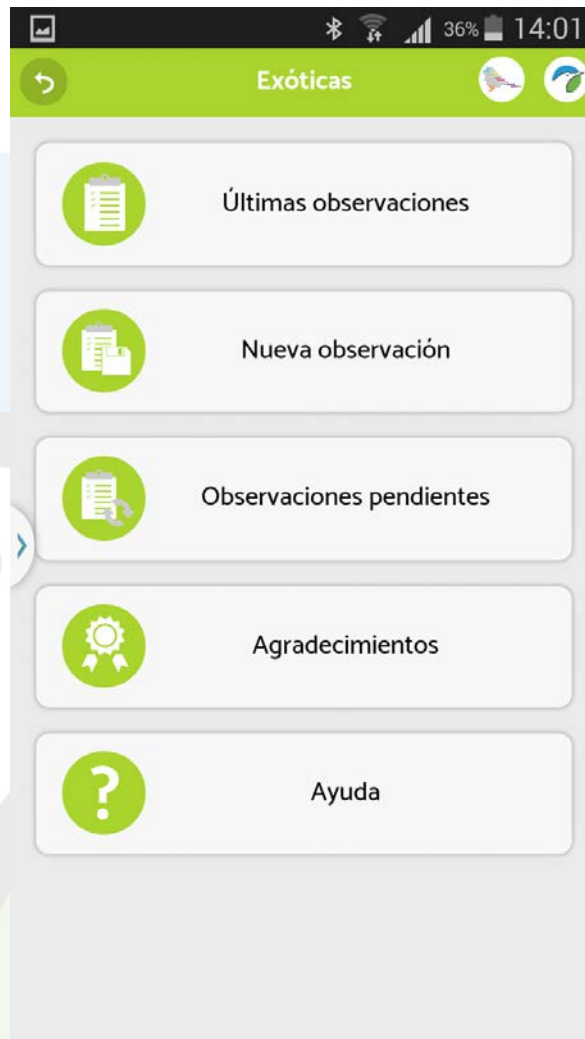 36% 14:01
Exóticas
Últimas observaciones
Nueva observación
Observaciones pendientes
Agradecimientos
? Ayuda